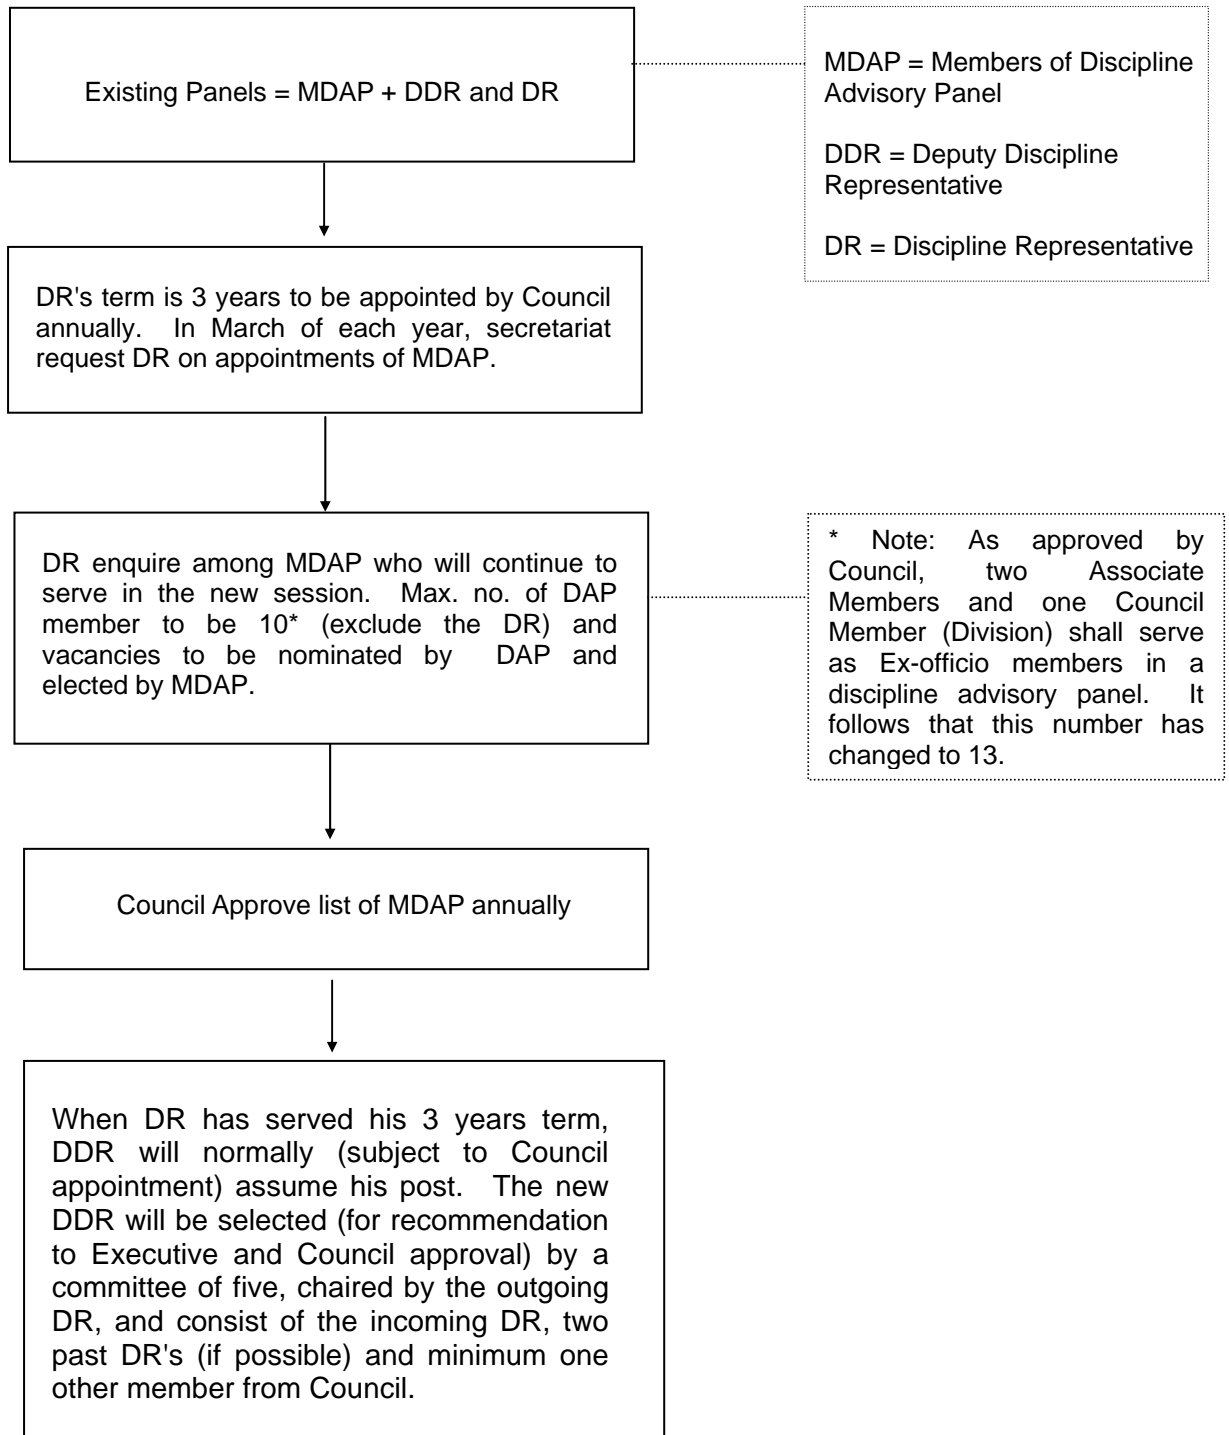 Existing Panels = MDAP + DDR and DR
MDAP = Members of Discipline
Advisory Panel
DDR = Deputy Discipline
Representative
DR = Discipline Representative
DR's term is 3 years to be appointed by Council
annually. In March of each year, secretariat
request DR on appointments of MDAP.
DR enquire among MDAP who will continue to
serve in the new session. Max. no. of DAP
member to be 10* (exclude the DR) and
vacancies to be nominated by DAP and
elected by MDAP.
* Note: As approved by
Council, two Associate
Members and one Council
Member (Division) shall serve
as Ex-officio members in a
discipline advisory panel. It
follows that this number has
changed to 13.
Council Approve list of MDAP annually
When DR has served his 3 years term,
DDR will normally (subject to Council
appointment) assume his post. The new
DDR will be selected (for recommendation
to Executive and Council approval) by a
committee of five, chaired by the outgoing
DR, and consist of the incoming DR, two
past DR's (if possible) and minimum one
other member from Council.